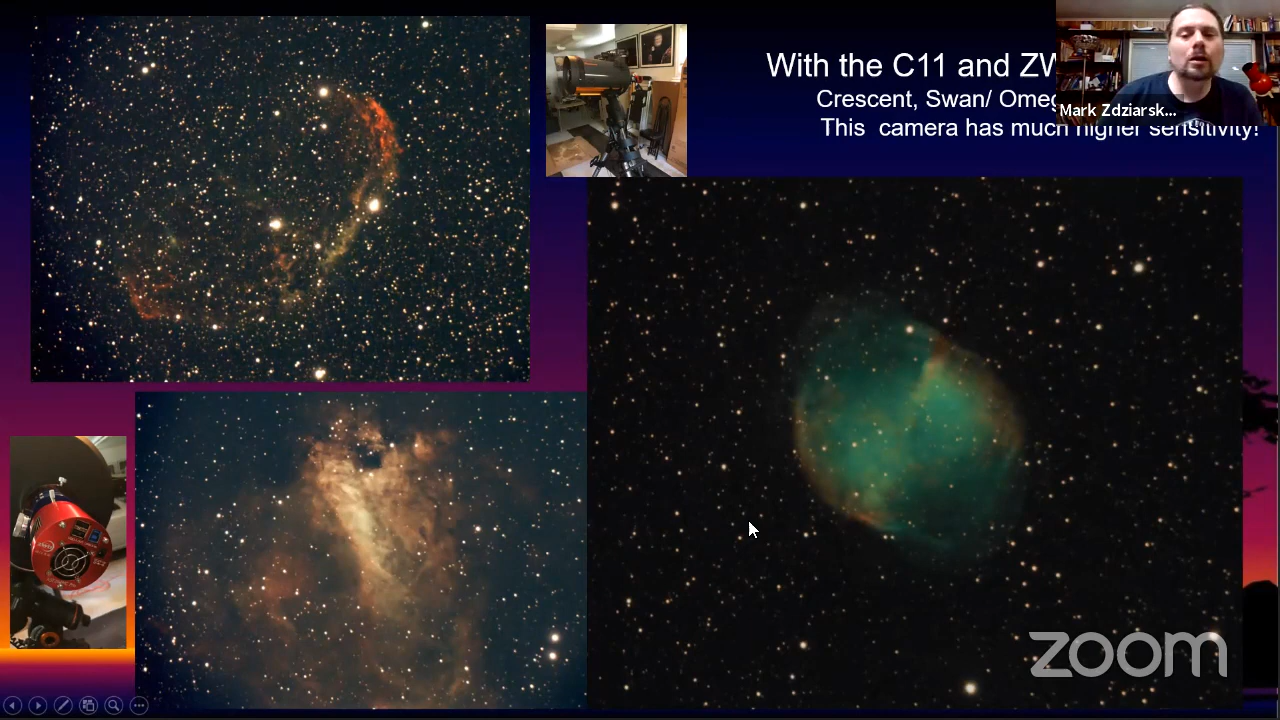 With the C11 and ZW
Crescent, Swan/ Omeg
This  camera has much higher sensitivity!
Mark Zdziarsk...
zoom